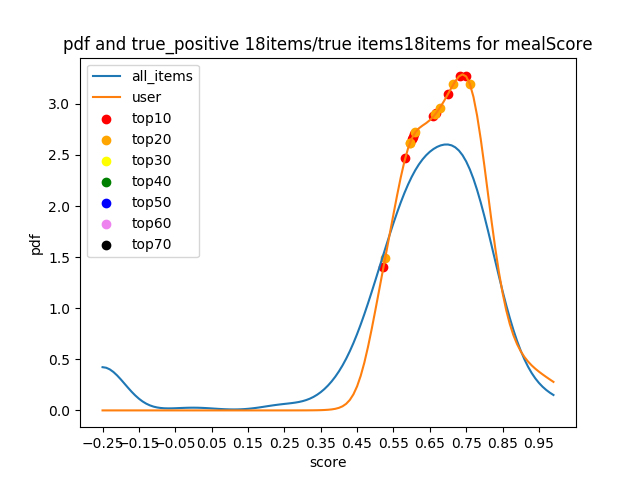 pdf and true_positive 18items/true items18items for mealScore
all_items
user
top10
top20
top30
top40
top50
top60
top70
pdf
3.0
2.5
2.0
1.5
1.0
0.5
0.0
−0.25 −0.15 −0.05 0.05 0.15 0.25 0.35 0.45 0.55 0.65 0.75 0.85 0.95
score